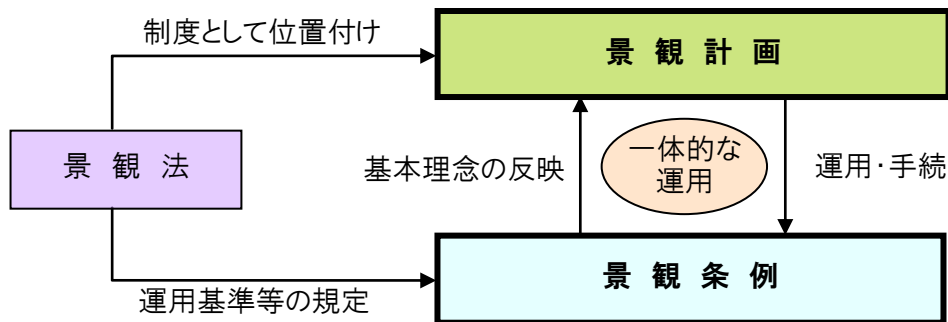 制度として位置付け
景観計画
景観法
基本理念の反映
一体的な
運用
運用・手続
景観条例
運用基準等の規定